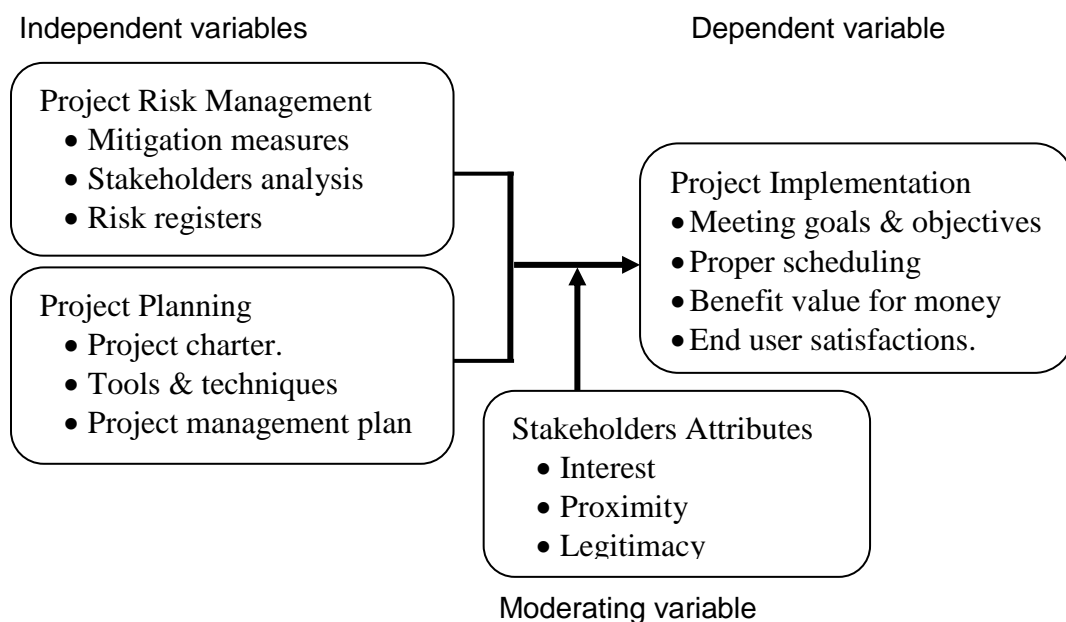 Independent variables
Dependent variable
Project Risk Management
• Mitigation measures
• Stakeholders analysis
• Risk registers
Project Planning
• Project charter.
• Tools & techniques
• Project management plan
Project Implementation
• Meeting goals & objectives
• Proper scheduling
• Benefit value for money
• End user satisfactions.
Stakeholders Attributes
• Interest
• Proximity
• Legitimacy
Moderating variable